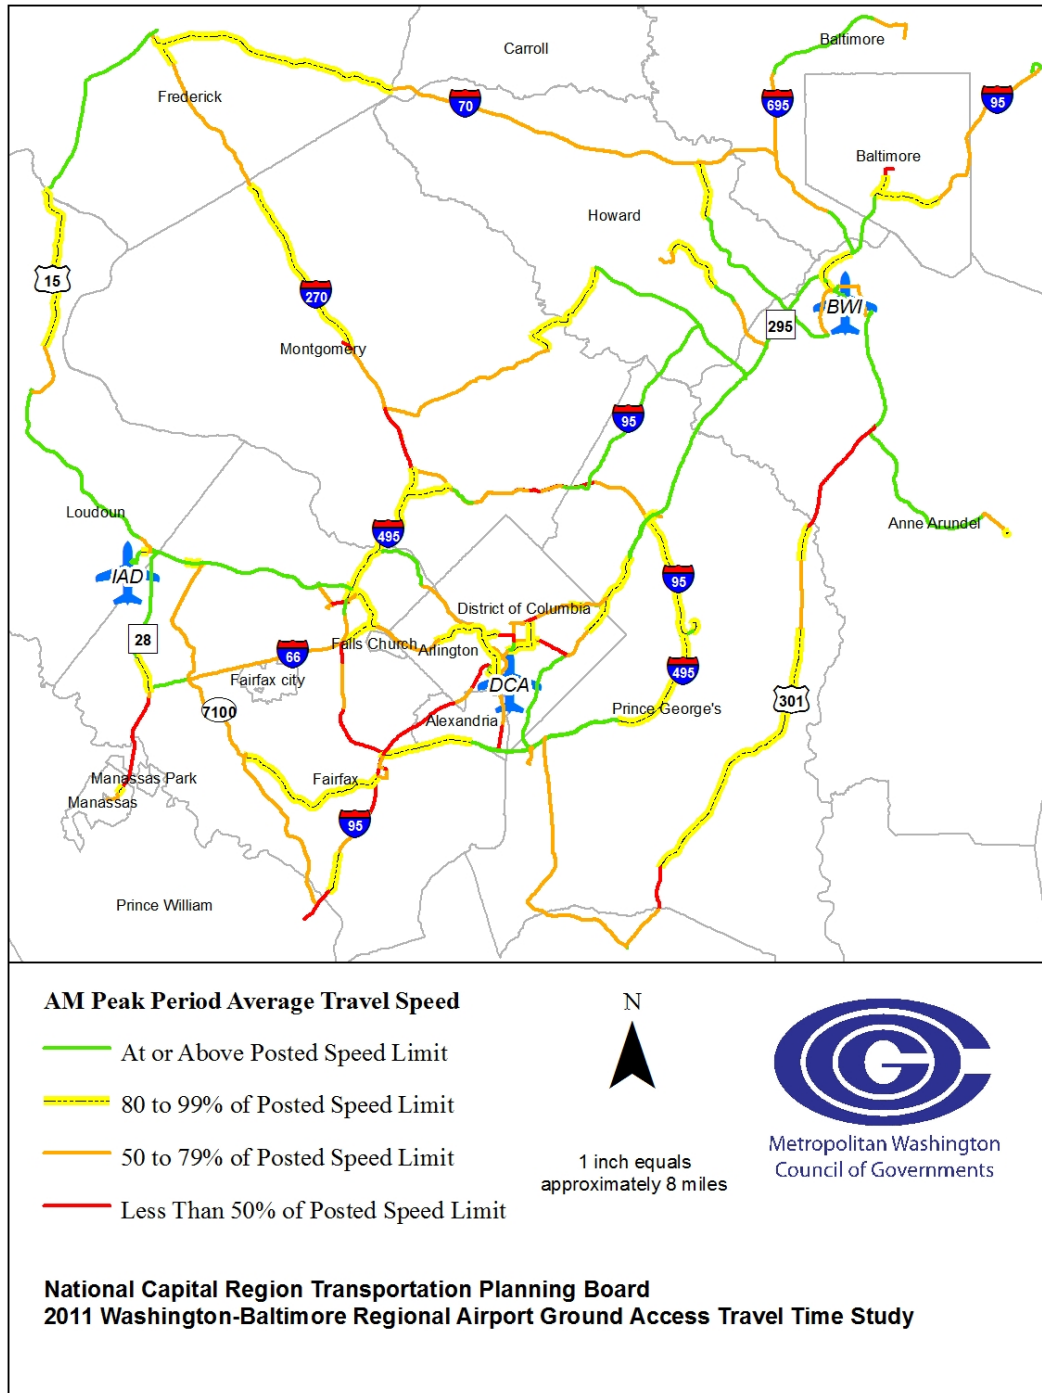 Carroll
Baltimore
Frederick
70
695
95
Baltimore
Howard
15
270
BWI
295
Montgomery
95
Loudoun
Anne Arundel
495
IAD
95
District of Columbia
28
Falls Church
Arlington
66
495
Fairfax city
DCA
301
7100
Prince George's
Alexandria
Manassas Park
Fairfax
Manassas
95
Prince William
AM Peak Period Average Travel Speed
At or Above Posted Speed Limit
80 to 99% of Posted Speed Limit
50 to 79% of Posted Speed Limit
Less Than 50% of Posted Speed Limit
N
1 inch equals
approximately 8 miles
Metropolitan Washington
Council of Governments
National Capital Region Transportation Planning Board
2011 Washington-Baltimore Regional Airport Ground Access Travel Time Study